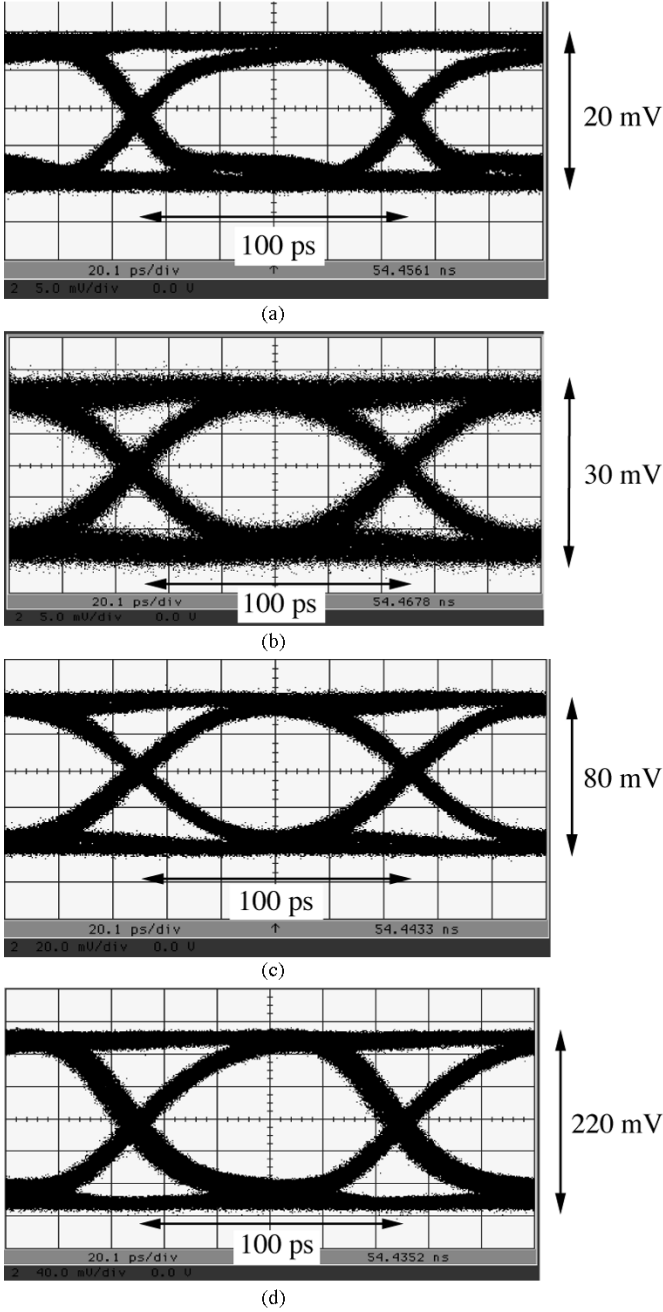 20 mV
100 ps
20.1 ps/div ↑ 54.4561 ns
2 5.0 mV/div 0.0 V
(a)
30 mV
100 ps
20.1 ps/div 54.4678 ns
2 5.0 mV/div 0.0 V
(b)
80 mV
100 ps
20.1 ps/div ↑ 54.4433 ns
2 20.0 mV/div 0.0 V
(c)
220 mV
100 ps
20.1 ps/div 54.4352 ns
2 40.0 mV/div 0.0 V
(d)